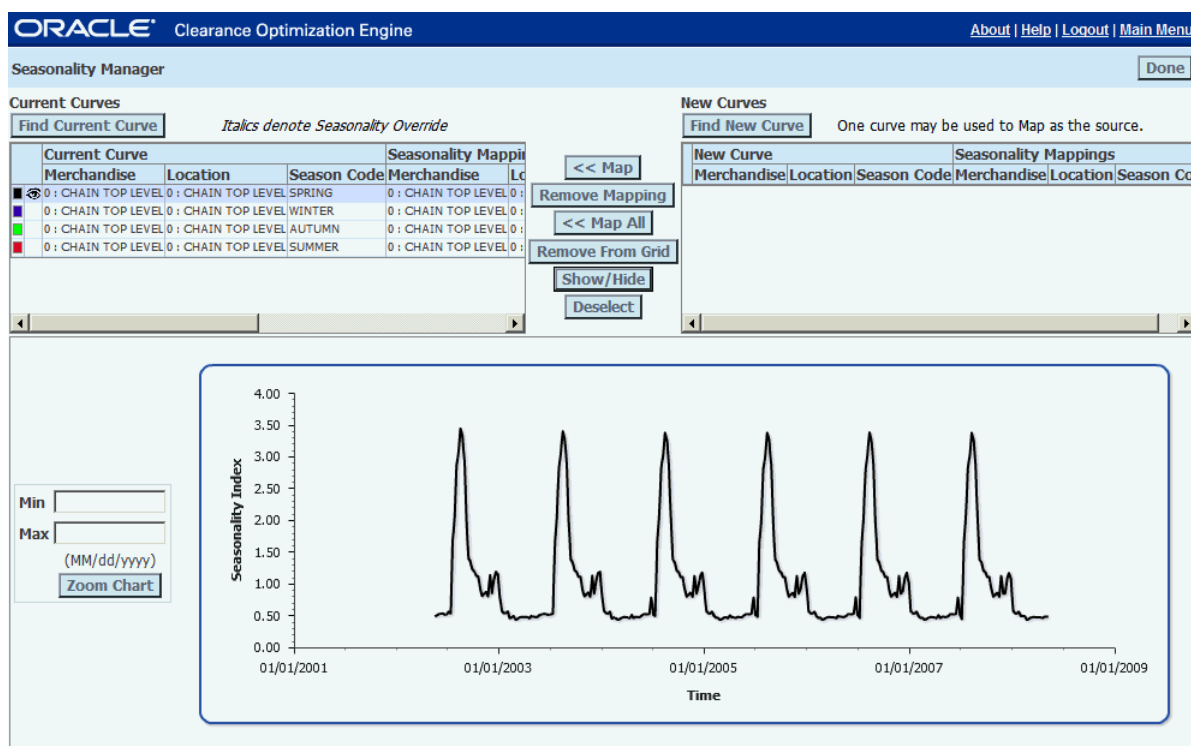 ORACLE® Clearance Optimization Engine About | Help | Logout | Main Menu
Seasonality Manager Done
Current Curves New Curves
Find Current Curve Italics denote Seasonality Override Find New Curve One curve may be used to Map as the source.
Current Curve Seasonality Mappin
Merchandise Location Season Code Merchandise Lo
0 : CHAIN TOP LEVEL 0 : CHAIN TOP LEVEL SPRING 0 : CHAIN TOP LEVEL 0 :
0 : CHAIN TOP LEVEL 0 : CHAIN TOP LEVEL WINTER 0 : CHAIN TOP LEVEL 0 :
0 : CHAIN TOP LEVEL 0 : CHAIN TOP LEVEL AUTUMN 0 : CHAIN TOP LEVEL 0 :
0 : CHAIN TOP LEVEL 0 : CHAIN TOP LEVEL SUMMER 0 : CHAIN TOP LEVEL 0 :
<< Map
Remove Mapping
<< Map All
Remove From Grid
Show/Hide
Deselect
New Curve Seasonality Mappings
Merchandise Location Season Code Merchandise Location Season Co
Min
Max
(MM/dd/yyyy)
Zoom Chart
Seasonality Index
4.00
3.50
3.00
2.50
2.00
1.50
1.00
0.50
0.00
01/01/2001 01/01/2003 01/01/2005 01/01/2007 01/01/2009
Time